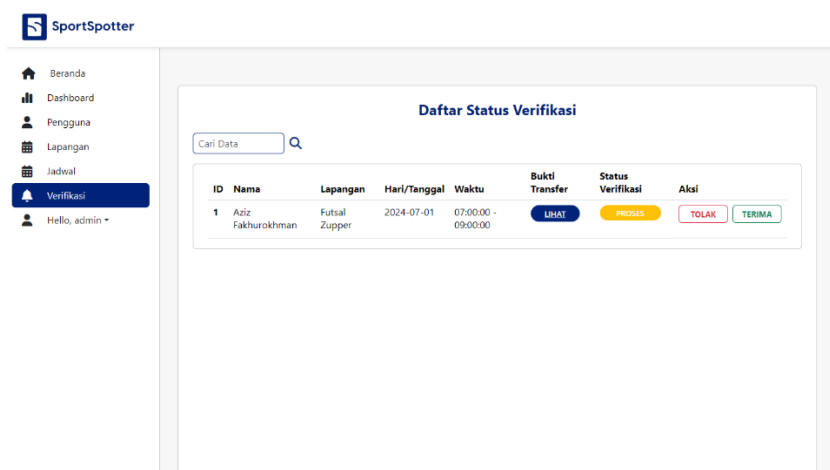 SportSpotter
Beranda
Dashboard
Pengguna
Lapangan
Jadwal
Verifikasi
Hello, admin
Daftar Status Verifikasi
Cari Data
ID Nama Lapangan Hari/Tanggal Waktu Bukti Transfer Status Verifikasi Aksi
1 Aziz Fakhurokhman Futsal Zupper 2024-07-01 07:00:00 - 09:00:00 LIHAT PROSES TOLAK TERIMA